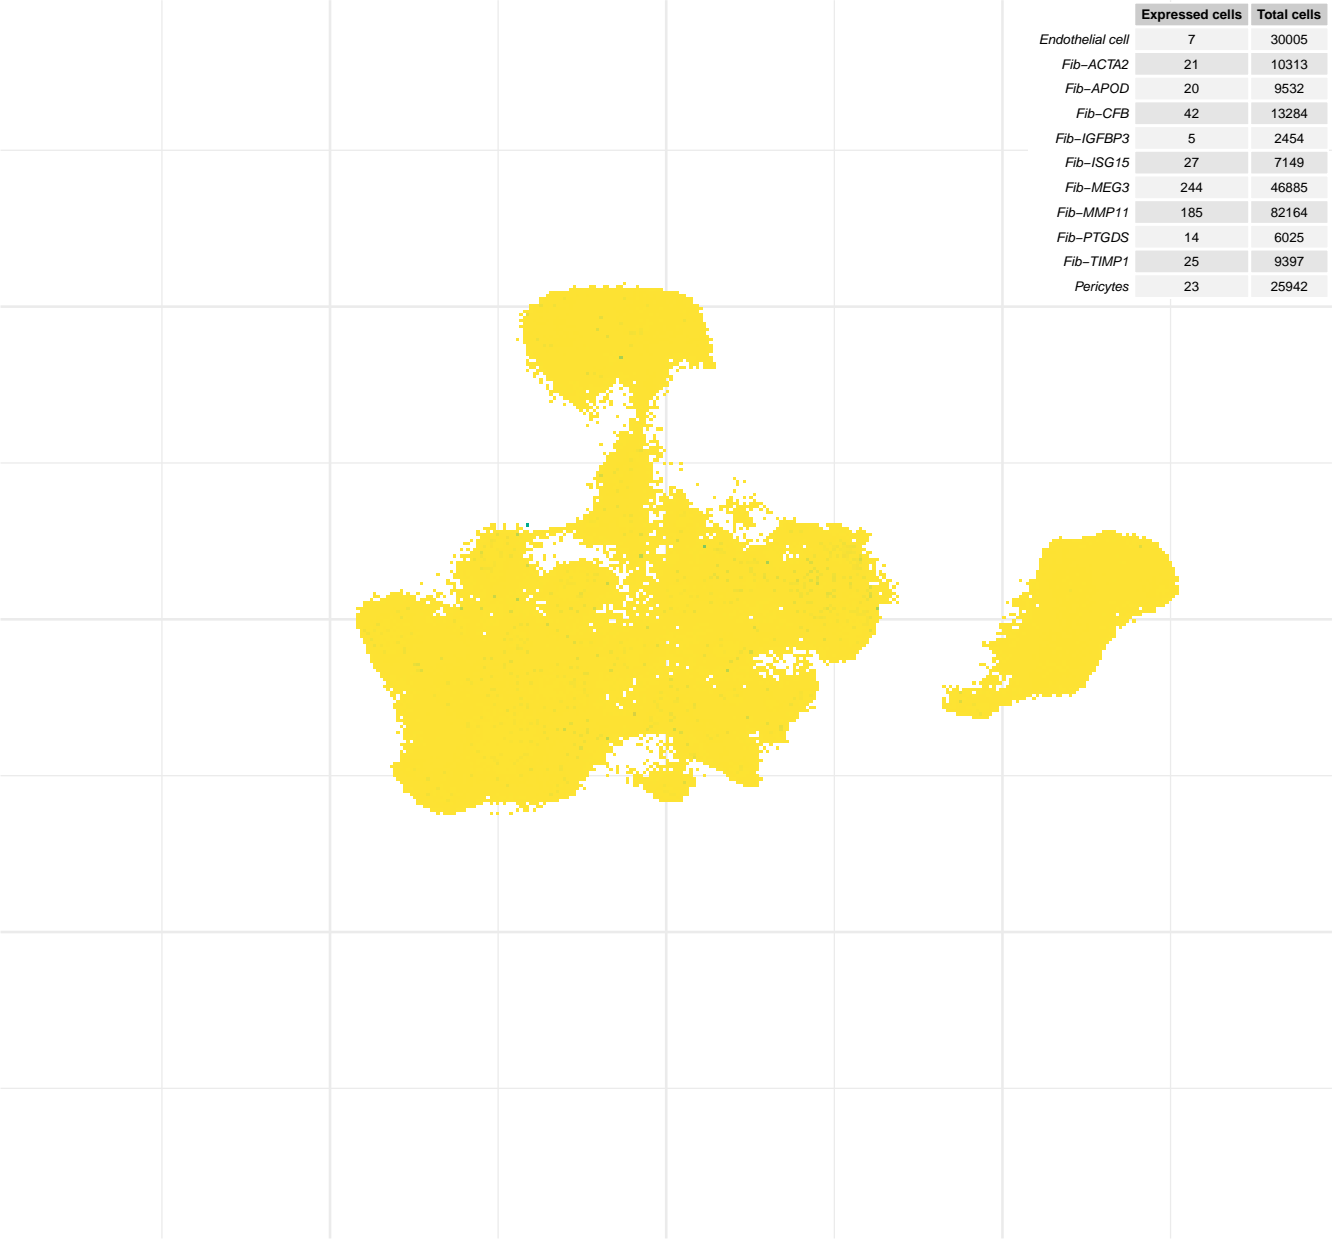 Expressed cells Total cells
Endothelial cell 7 30005
Fib−ACTA2 21 10313
Fib−APOD 20 9532
Fib−CFB 42 13284
Fib−IGFBP3 5 2454
Fib−ISG15 27 7149
Fib−MEG3 244 46885
Fib−MMP11 185 82164
Fib−PTGDS 14 6025
Fib−TIMP1 25 9397
Pericytes 23 25942